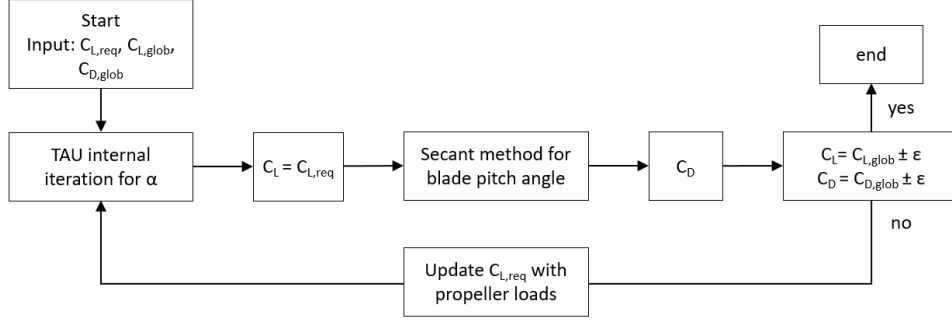 Start
Input: C_L,req, C_L,glob,
C_D,glob
end
yes
TAU internal
iteration for α
C_L = C_L,req
Secant method for
blade pitch angle
C_D
C_L= C_L,glob ± ε
C_D = C_D,glob ± ε
no
Update C_L,req with
propeller loads